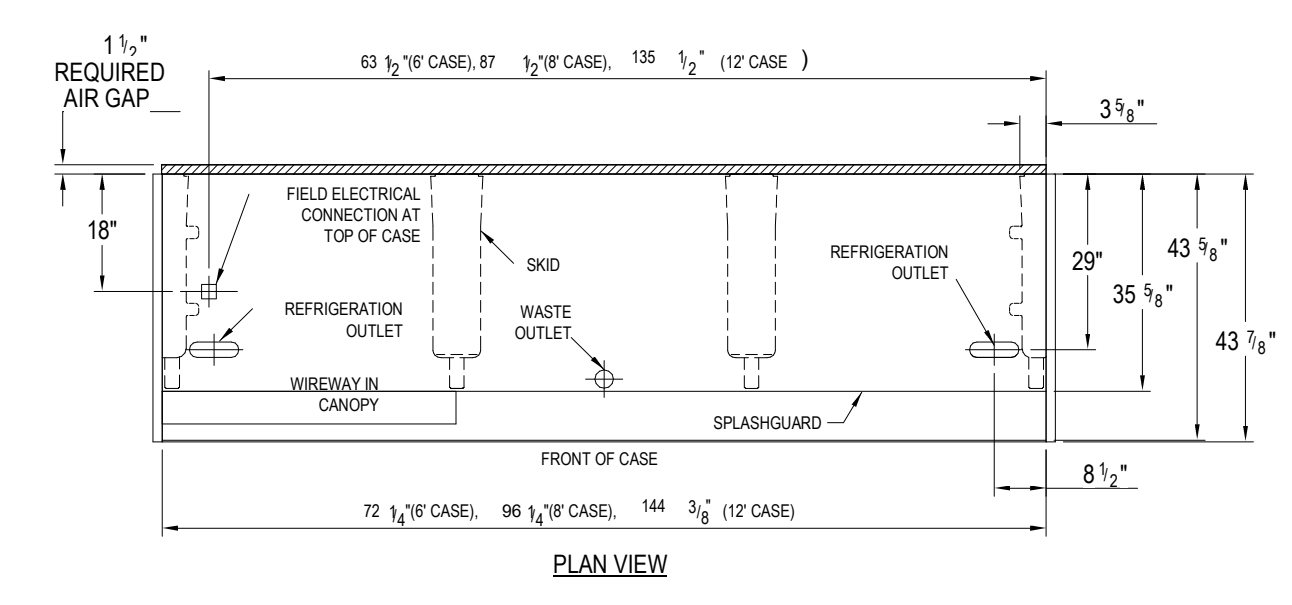 1 1/2"
REQUIRED
AIR GAP
63 1/2"(6' CASE), 87 1/2"(8' CASE), 135 1/2" (12' CASE )
3 5/8"
18"
FIELD ELECTRICAL
CONNECTION AT
TOP OF CASE
SKID
REFRIGERATION
OUTLET
29"
43 5/8"
35 5/8"
43 7/8"
REFRIGERATION
OUTLET
WASTE
OUTLET
WIREWAY IN
CANOPY
SPLASHGUARD
FRONT OF CASE
8 1/2"
72 1/4"(6' CASE), 96 1/4"(8' CASE), 144 3/8" (12' CASE)
PLAN VIEW